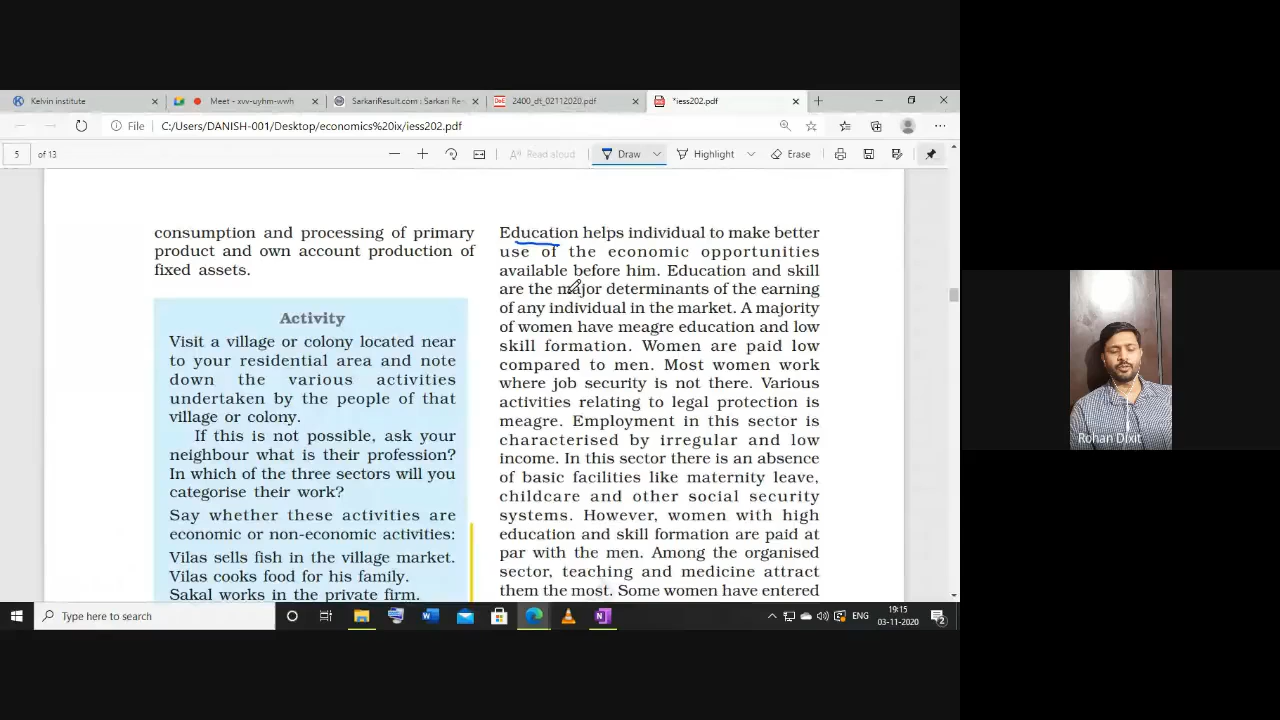 Kelvin institute
Meet - xvv-uyhm-wwh
SarkariResult.com : Sarkari Re
2400_dt_02112020.pdf
*iess202.pdf
File
C:/Users/DANISH-001/Desktop/economics%20ix/iess202.pdf
5 of 13
Read aloud
Draw
Highlight
Erase
consumption and processing of primary
product and own account production of
fixed assets.
Activity
Visit a village or colony located near
to your residential area and note
down the various activities
undertaken by the people of that
village or colony.
If this is not possible, ask your
neighbour what is their profession?
In which of the three sectors will you
categorise their work?
Say whether these activities are
economic or non-economic activities:
Vilas sells fish in the village market.
Vilas cooks food for his family.
Sakal works in the private firm.
Education helps individual to make better
use of the economic opportunities
available before him. Education and skill
are the major determinants of the earning
of any individual in the market. A majority
of women have meagre education and low
skill formation. Women are paid low
compared to men. Most women work
where job security is not there. Various
activities relating to legal protection is
meagre. Employment in this sector is
characterised by irregular and low
income. In this sector there is an absence
of basic facilities like maternity leave,
childcare and other social security
systems. However, women with high
education and skill formation are paid at
par with the men. Among the organised
sector, teaching and medicine attract
them the most. Some women have entered
Rohan Dixit
Type here to search
ENG
19:15
03-11-2020
2